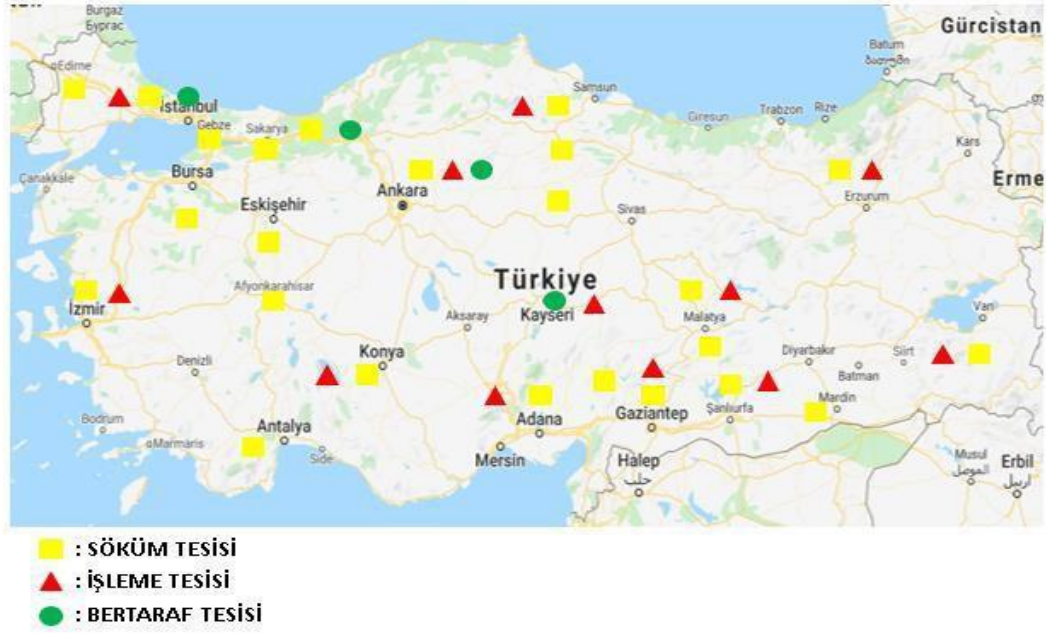 Burgaz
Бургас
Gürcistan
Batum
ბათუმი
Edirne
Samsun
İstanbul
Trabzon
Rize
Giresun
Gebze
Sakarya
Kars
Çanakkale
Bursa
Erme
Ankara
Erzurum
Eskişehir
Sivas
Türkiye
Afyonkarahisar
Van
İzmir
Aksaray
Kayseri
Malatya
Konya
Denizli
Diyarbakır
Siirt
Batman
Mardin
Adana
Gaziantep
Şanlıurfa
Bodrum
Antalya
Marmaris
Side
Mersin
Halep
حلب
Musul
الموصل
Erbil
أربيل
: SÖKÜM TESİSİ
: İŞLEME TESİSİ
: BERTARAF TESİSİ